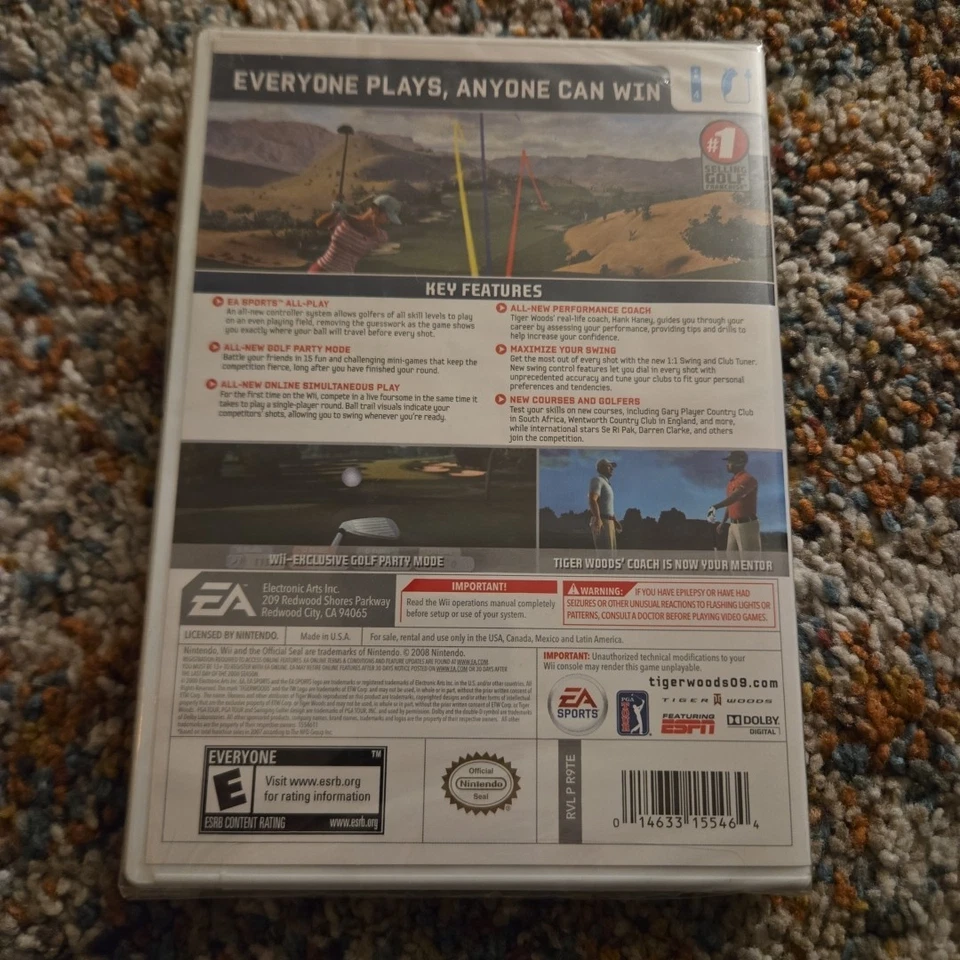 EVERYONE PLAYS, ANYONE CAN WIN
#1
SELLING
GOLF
FRANCHISE*
KEY FEATURES
EA SPORTS™ ALL-PLAY
An all-new controller system allows golfers of all skill levels to play
on an even playing field, removing the guesswork as the game shows
you exactly where your ball will travel before every shot.
ALL-NEW GOLF PARTY MODE
Battle your friends in 15 fun and challenging mini-games that keep the
competition fierce, long after you have finished your round.
ALL-NEW ONLINE SIMULTANEOUS PLAY
For the first time on the Wii, compete in a live foursome in the same time it
takes to play a single-player round. Ball trail visuals indicate your
competitors' shots, allowing you to swing whenever you're ready.
ALL-NEW PERFORMANCE COACH
Tiger Woods' real-life coach, Hank Haney, guides you through your
career by assessing your performance, providing tips and drills to
help increase your confidence.
MAXIMIZE YOUR SWING
Get the most out of every shot with the new 1:1 Swing and Club Tuner.
New swing control features let you dial in every shot with
unprecedented accuracy and tune your clubs to fit your personal
preferences and tendencies.
NEW COURSES AND GOLFERS
Test your skills on new courses, including Gary Player Country Club
in South Africa, Wentworth Country Club in England, and more,
while international stars Se Ri Pak, Darren Clarke, and others
join the competition.
Wii-EXCLUSIVE GOLF PARTY MODE
TIGER WOODS' COACH IS NOW YOUR MENTOR
EA
Electronic Arts Inc.
209 Redwood Shores Parkway
Redwood City, CA 94065
IMPORTANT!
Read the Wii operations manual completely
before setup or use of your system.
WARNING: IF YOU HAVE EPILEPSY OR HAVE HAD
SEIZURES OR OTHER UNUSUAL REACTIONS TO FLASHING LIGHTS OR
PATTERNS, CONSULT A DOCTOR BEFORE PLAYING VIDEO GAMES.
LICENSED BY NINTENDO.
Made in U.S.A.
For sale, rental and use only in the USA, Canada, Mexico and Latin America.
Nintendo, Wii and the Official Seal are trademarks of Nintendo. © 2008 Nintendo.
IMPORTANT: Unauthorized technical modifications to your
Wii console may render this game unplayable.
tigerwoods09.com
EA
SPORTS
PGA
TOUR
TIGER WOODS
FEATURING
ESPN
DOLBY
DIGITAL
EVERYONE ™
E
Visit www.esrb.org
for rating information
ESRB CONTENT RATING www.esrb.org
Official
Nintendo
Seal
RVL P R9TE
0 14633 15546 4